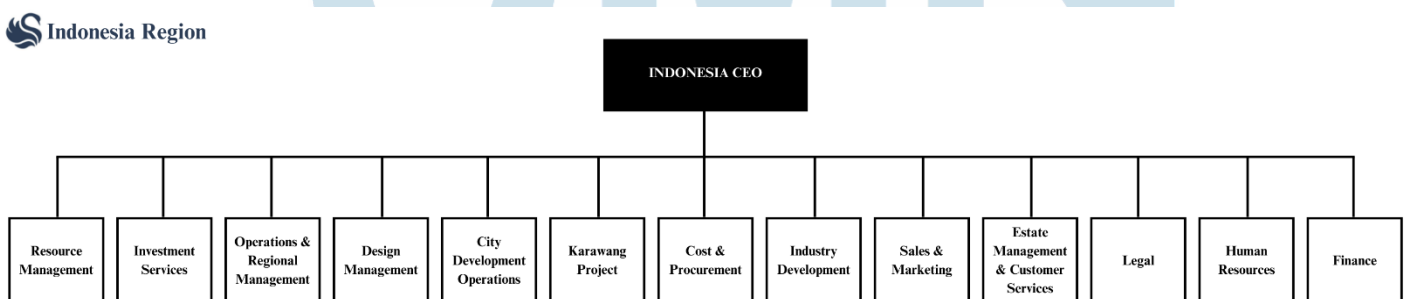 Indonesia Region
INDONESIA CEO
Resource
Management
Investment
Services
Operations &
Regional
Management
Design
Management
City
Development
Operations
Karawang
Project
Cost &
Procurement
Industry
Development
Sales &
Marketing
Estate
Management
& Customer
Services
Legal
Human
Resources
Finance